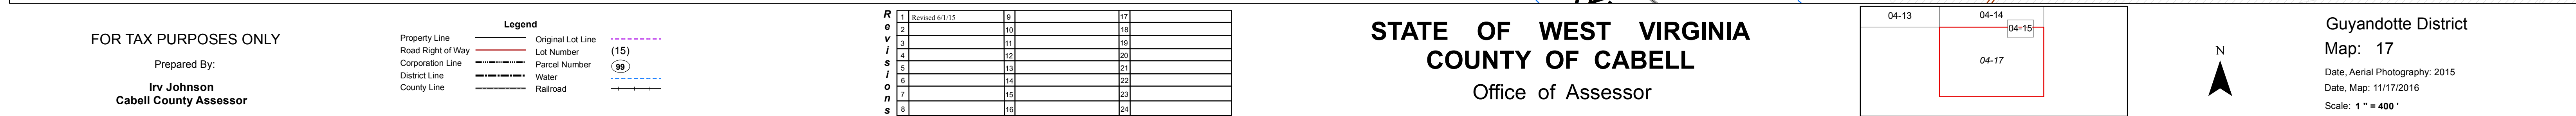 FOR TAX PURPOSES ONLY
Prepared By:
Irv Johnson
Cabell County Assessor
Legend
Property Line
Road Right of Way
Corporation Line
District Line
County Line
Original Lot Line
Lot Number (15)
Parcel Number 99
Water
Railroad
Revisions
1 Revised 6/1/15 9 17
2 10 18
3 11 19
4 12 20
5 13 21
6 14 22
7 15 23
8 16 24
STATE OF WEST VIRGINIA
COUNTY OF CABELL
Office of Assessor
04-13 04-14
04-15
04-17
N
Guyandotte District
Map: 17
Date, Aerial Photography: 2015
Date, Map: 11/17/2016
Scale: 1 " = 400 '